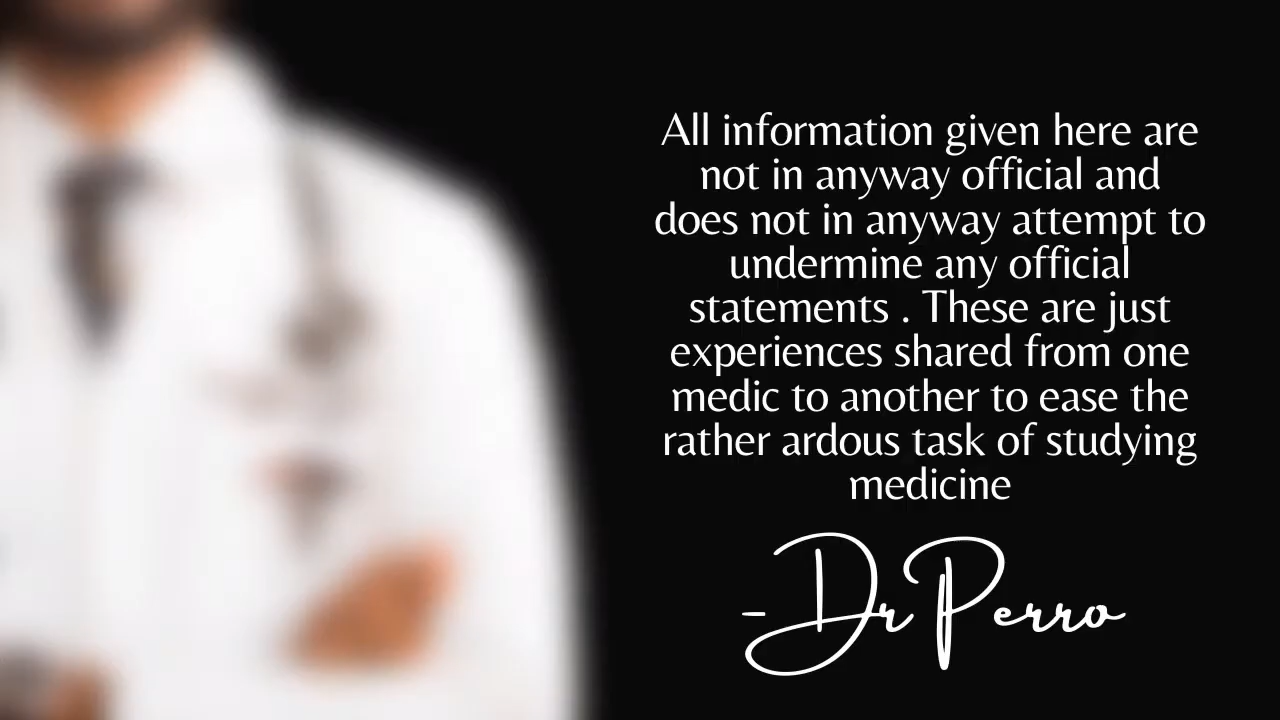 All information given here are
not in anyway official and
does not in anyway attempt to
undermine any official
statements . These are just
experiences shared from one
medic to another to ease the
rather ardous task of studying
medicine
-Dr Perro